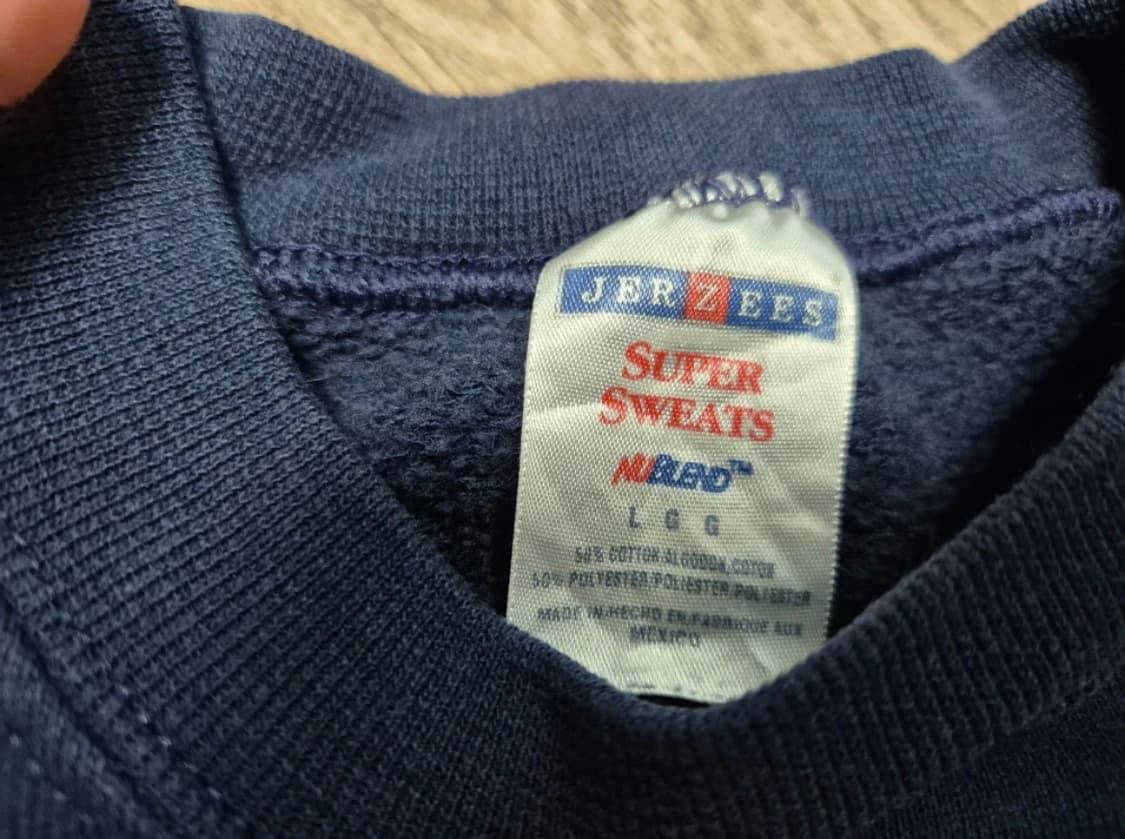 JERZEES
SUPER
SWEATS
NUBLEND™
L G G
50% COTTON/ALGODON/COTON
50% POLYESTER/POLIESTER/POLYESTER
MADE IN/HECHO EN/FABRIQUE AUX
MEXICO